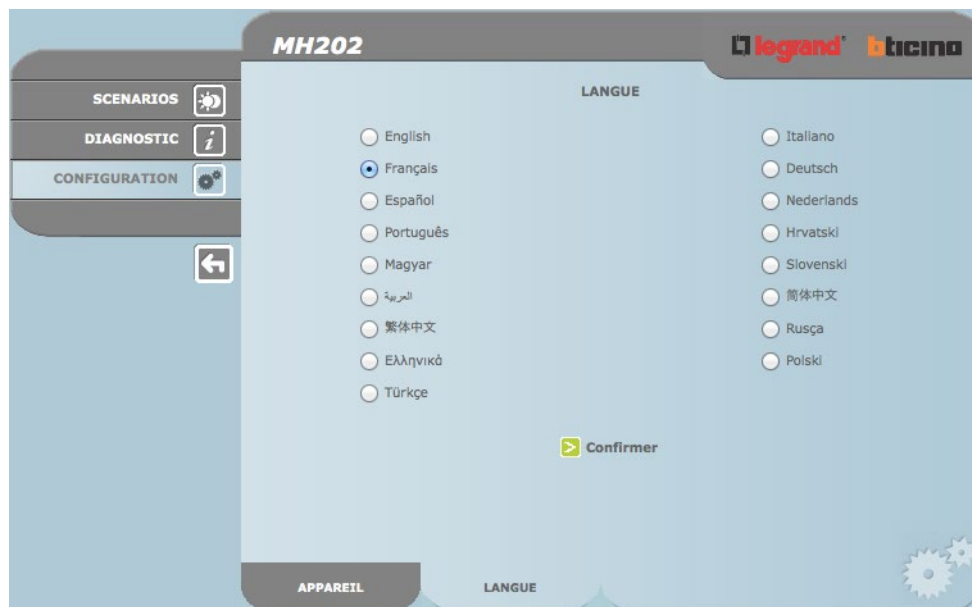 MH202
legrand bticino
SCENARIOS
DIAGNOSTIC
CONFIGURATION
LANGUE
English
Français
Español
Português
Magyar
العربية
繁体中文
Ελληνικά
Türkçe
Italiano
Deutsch
Nederlands
Hrvatski
Slovenski
简体中文
Rusça
Polski
Confirmer
APPAREIL
LANGUE